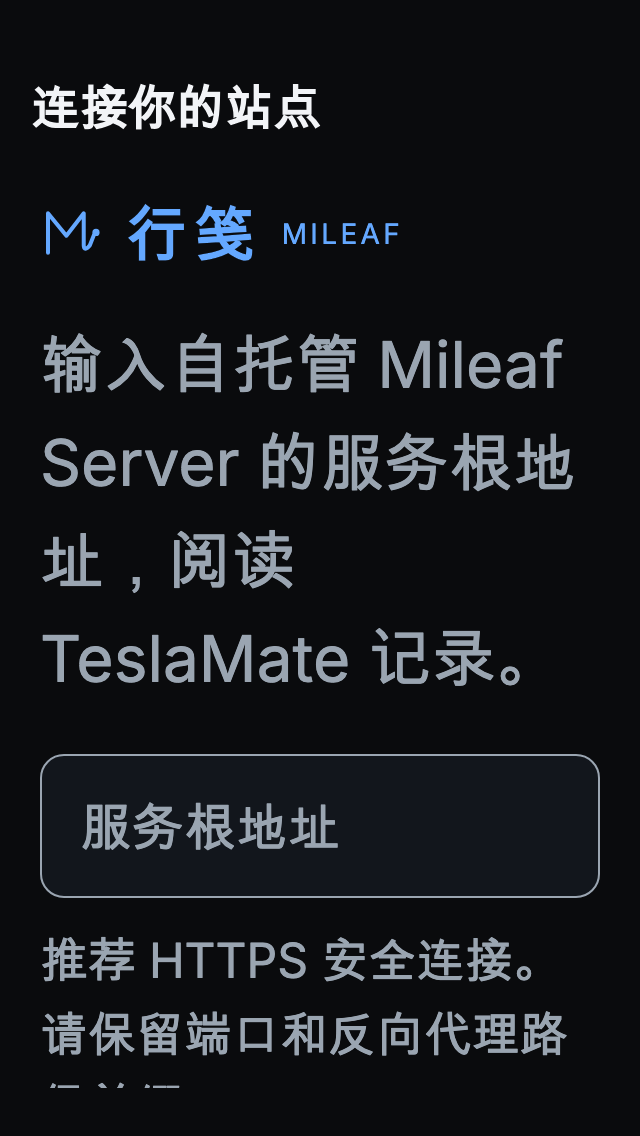 连接你的站点
行笺 MILEAF
输入自托管 Mileaf
Server 的服务根地
址，阅读
TeslaMate 记录。
服务根地址
推荐 HTTPS 安全连接。
请保留端口和反向代理路